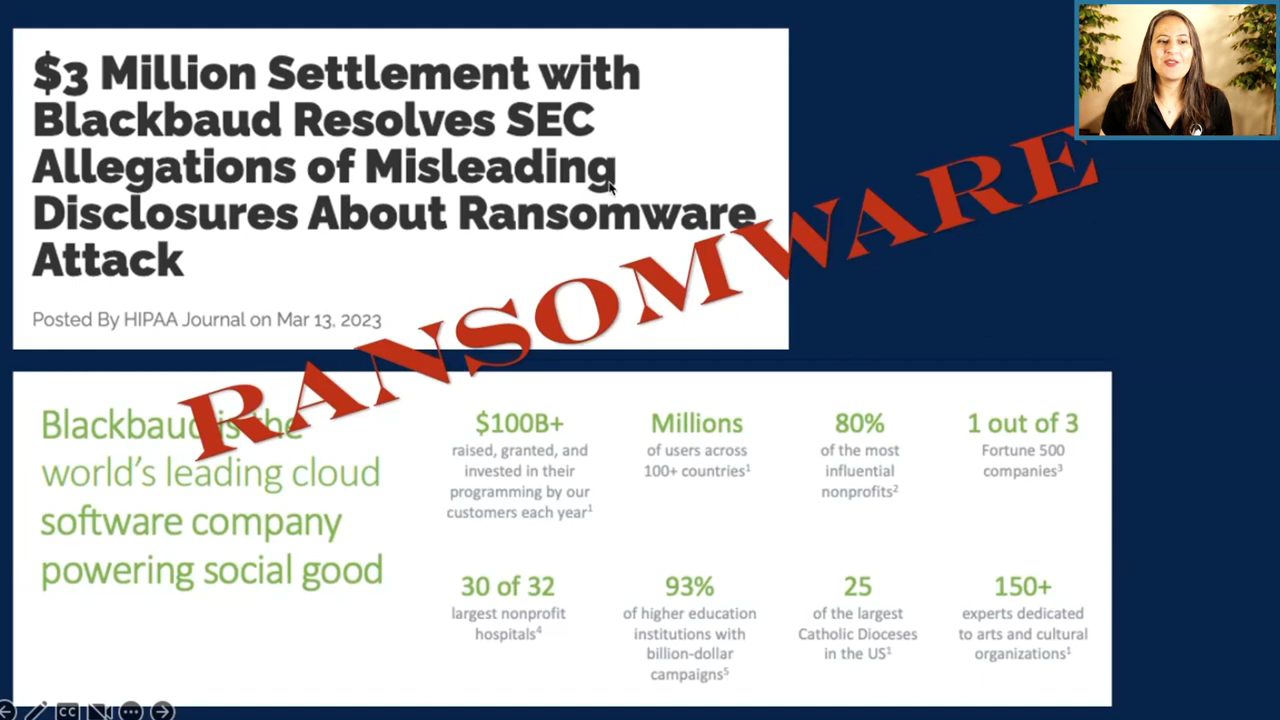 $3 Million Settlement with
Blackbaud Resolves SEC
Allegations of Misleading
Disclosures About Ransomware
Attack
Posted By HIPAA Journal on Mar 13, 2023
RANSOMWARE
Blackbaud is the
world's leading cloud
software company
powering social good
$100B+
raised, granted, and
invested in their
programming by our
customers each year¹
Millions
of users across
100+ countries¹
80%
of the most
influential
nonprofits²
1 out of 3
Fortune 500
companies³
30 of 32
largest nonprofit
hospitals⁴
93%
of higher education
institutions with
billion-dollar
campaigns⁵
25
of the largest
Catholic Dioceses
in the US¹
150+
experts dedicated
to arts and cultural
organizations¹
CC